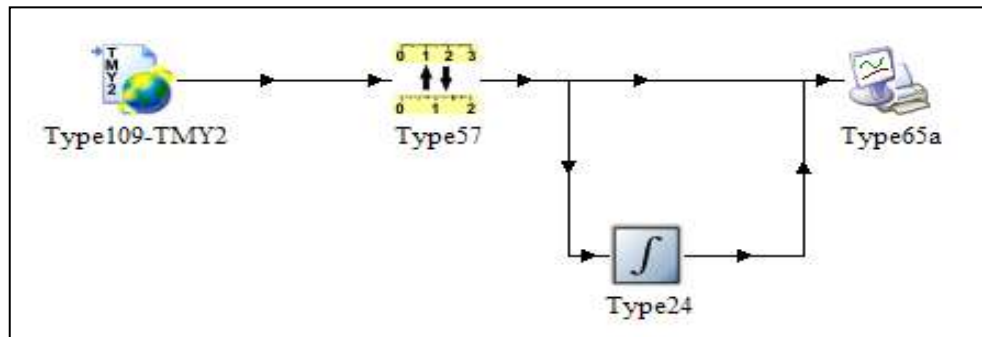 TMY2
0 1 2 3
0 1 2
Type109-TMY2
Type57
Type65a
∫
Type24